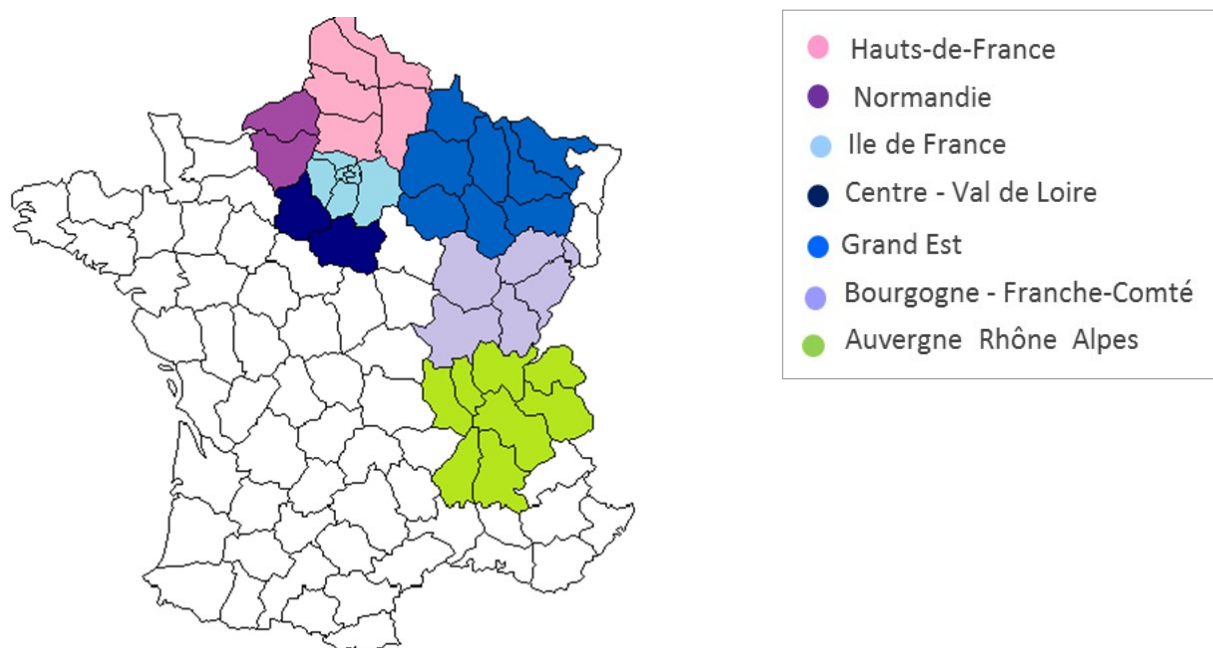 Hauts-de-France
Normandie
Ile de France
Centre - Val de Loire
Grand Est
Bourgogne - Franche-Comté
Auvergne Rhône Alpes